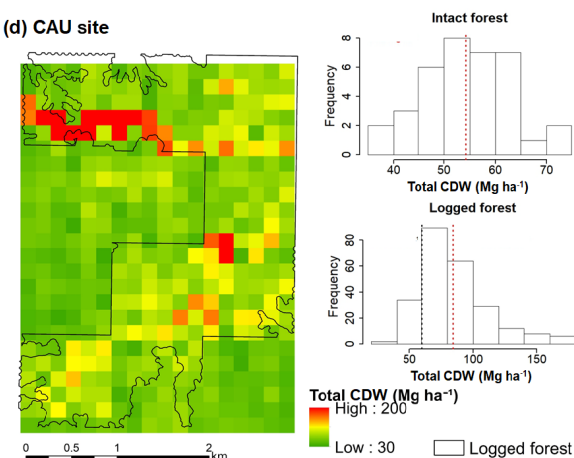 (d) CAU site
Intact forest
Frequency
8
6
4
2
0
40 50 60 70
Total CDW (Mg ha⁻¹)
Logged forest
Frequency
80
60
40
20
0
50 100 150
Total CDW (Mg ha⁻¹)
Total CDW (Mg ha⁻¹)
High : 200
Low : 30
Logged forest
0 0.5 1 2
km